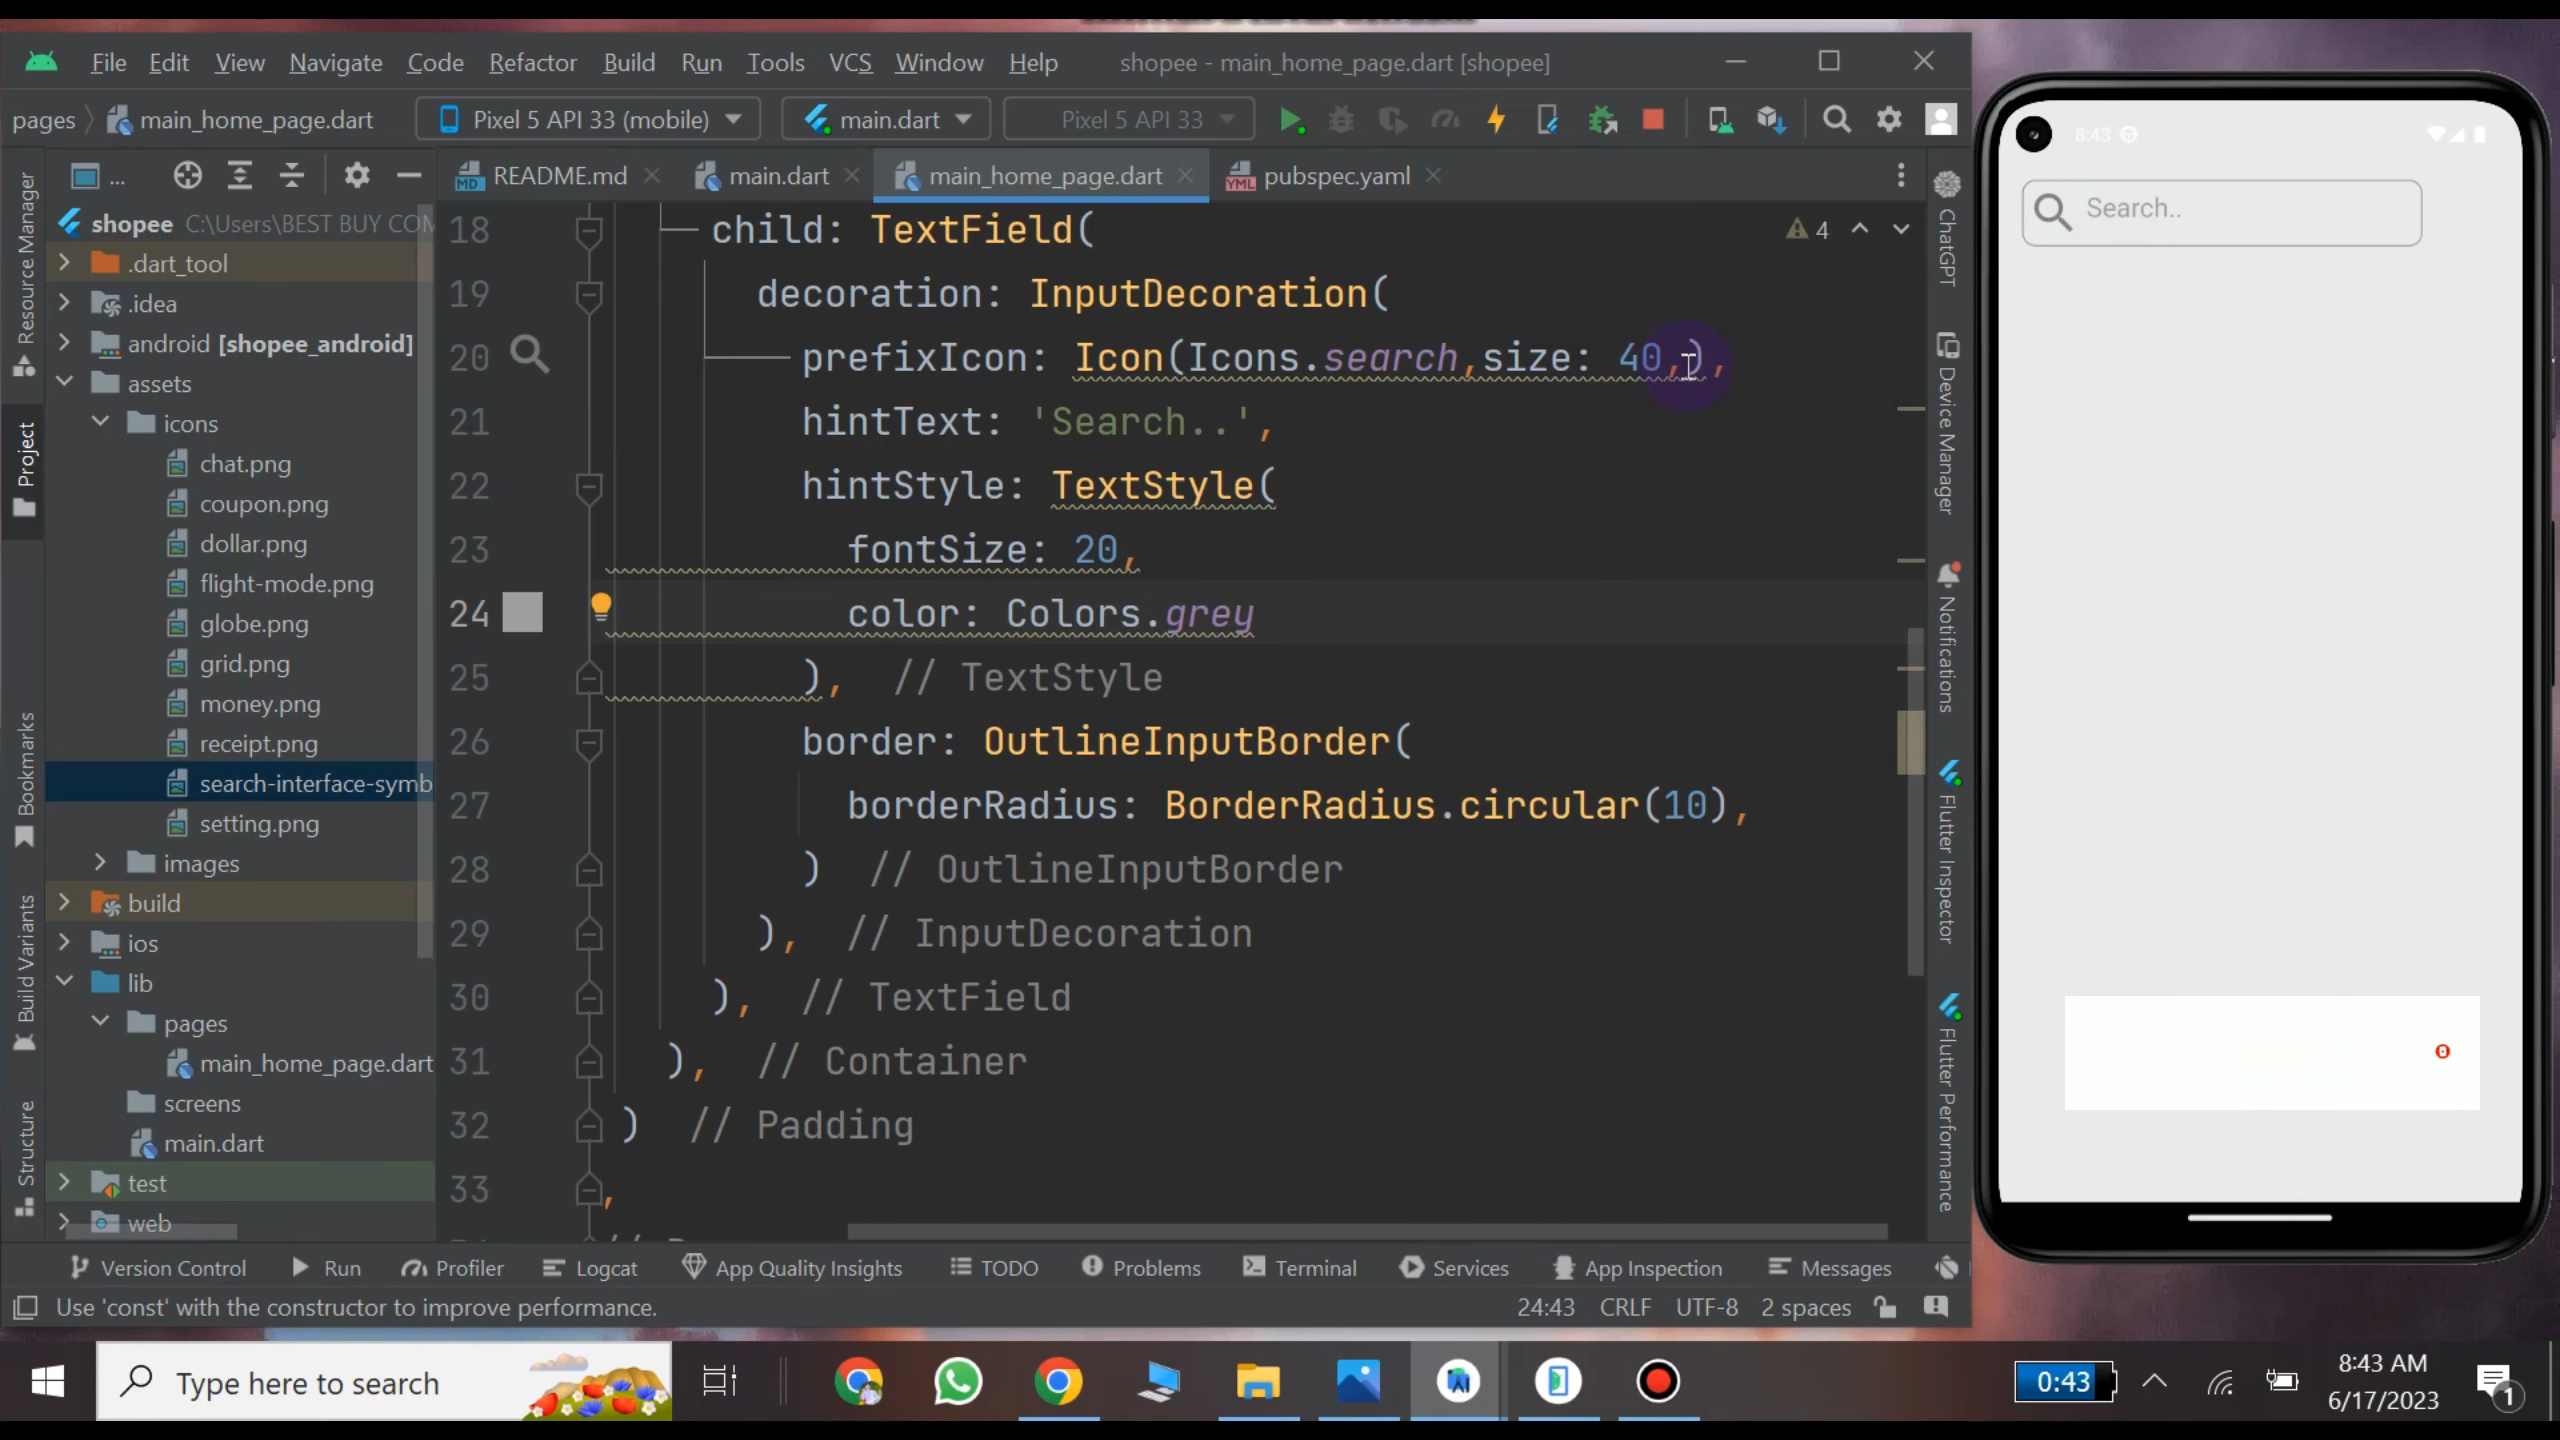 File Edit View Navigate Code Refactor Build Run Tools VCS Window Help shopee - main_home_page.dart [shopee]
pages main_home_page.dart Pixel 5 API 33 (mobile) main.dart Pixel 5 API 33
... README.md main.dart main_home_page.dart pubspec.yaml
shopee C:\Users\BEST BUY COM
.dart_tool
.idea
android [shopee_android]
assets
icons
chat.png
coupon.png
dollar.png
flight-mode.png
globe.png
grid.png
money.png
receipt.png
search-interface-symb
setting.png
images
build
ios
lib
pages
main_home_page.dart
screens
main.dart
test
web
Resource Manager
Project
Bookmarks
Build Variants
Structure
18 child: TextField(
19 decoration: InputDecoration(
20 prefixIcon: Icon(Icons.search,size: 40,),
21 hintText: 'Search..',
22 hintStyle: TextStyle(
23 fontSize: 20,
24 color: Colors.grey
25 ), // TextStyle
26 border: OutlineInputBorder(
27 borderRadius: BorderRadius.circular(10),
28 ) // OutlineInputBorder
29 ), // InputDecoration
30 ), // TextField
31 ), // Container
32 ) // Padding
33 ,
4
ChatGPT
Device Manager
Notifications
Flutter Inspector
Flutter Performance
8:43
Search..
Version Control Run Profiler Logcat App Quality Insights TODO Problems Terminal Services App Inspection Messages
Use 'const' with the constructor to improve performance. 24:43 CRLF UTF-8 2 spaces
Type here to search
0:43
8:43 AM
6/17/2023
1